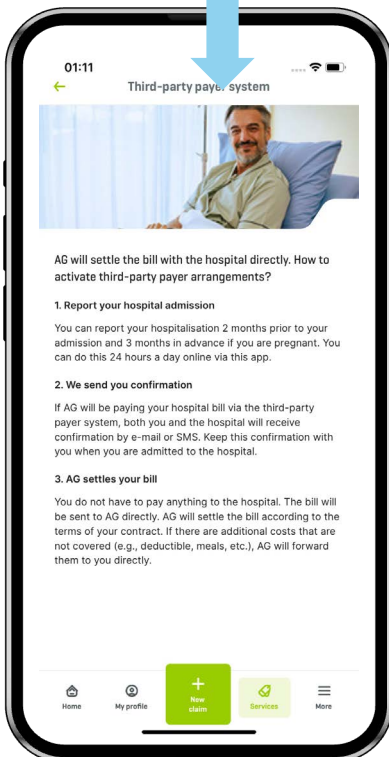 01:11
Third-party payer system
AG will settle the bill with the hospital directly. How to
activate third-party payer arrangements?
1. Report your hospital admission
You can report your hospitalisation 2 months prior to your
admission and 3 months in advance if you are pregnant. You
can do this 24 hours a day online via this app.
2. We send you confirmation
If AG will be paying your hospital bill via the third-party
payer system, both you and the hospital will receive
confirmation by e-mail or SMS. Keep this confirmation with
you when you are admitted to the hospital.
3. AG settles your bill
You do not have to pay anything to the hospital. The bill will
be sent to AG directly. AG will settle the bill according to the
terms of your contract. If there are additional costs that are
not covered (e.g., deductible, meals, etc.), AG will forward
them to you directly.
Home
My profile
New
claim
Services
More